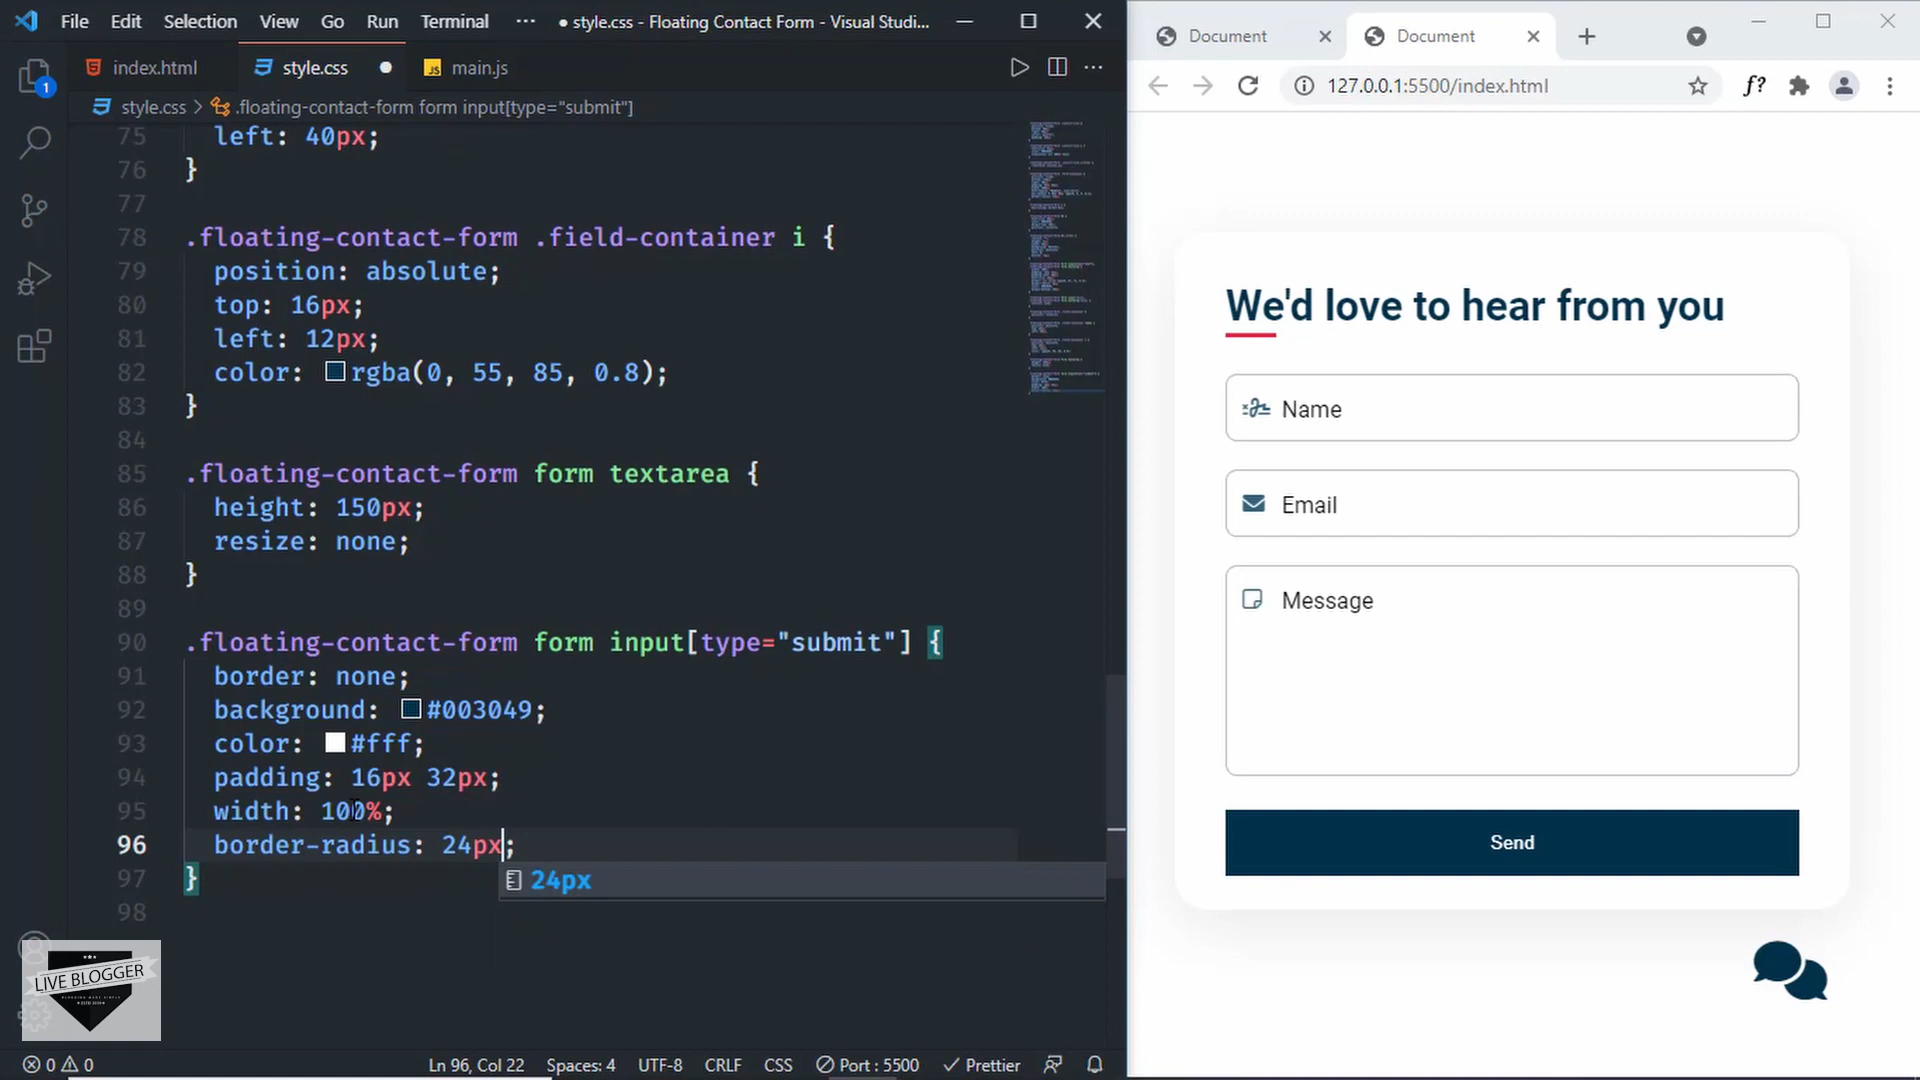 File Edit Selection View Go Run Terminal ··· ● style.css - Floating Contact Form - Visual Studi...
index.html style.css ● main.js
style.css > .floating-contact-form form input[type="submit"]
75 left: 40px;
76 }
77
78 .floating-contact-form .field-container i {
79 position: absolute;
80 top: 16px;
81 left: 12px;
82 color: rgba(0, 55, 85, 0.8);
83 }
84
85 .floating-contact-form form textarea {
86 height: 150px;
87 resize: none;
88 }
89
90 .floating-contact-form form input[type="submit"] {
91 border: none;
92 background: #003049;
93 color: #fff;
94 padding: 16px 32px;
95 width: 100%;
96 border-radius: 24px;
97 }
24px
98
1
LIVE BLOGGER
0 0 Ln 96, Col 22 Spaces: 4 UTF-8 CRLF CSS Port : 5500 Prettier
Document Document
127.0.0.1:5500/index.html f?
We'd love to hear from you
Name
Email
Message
Send